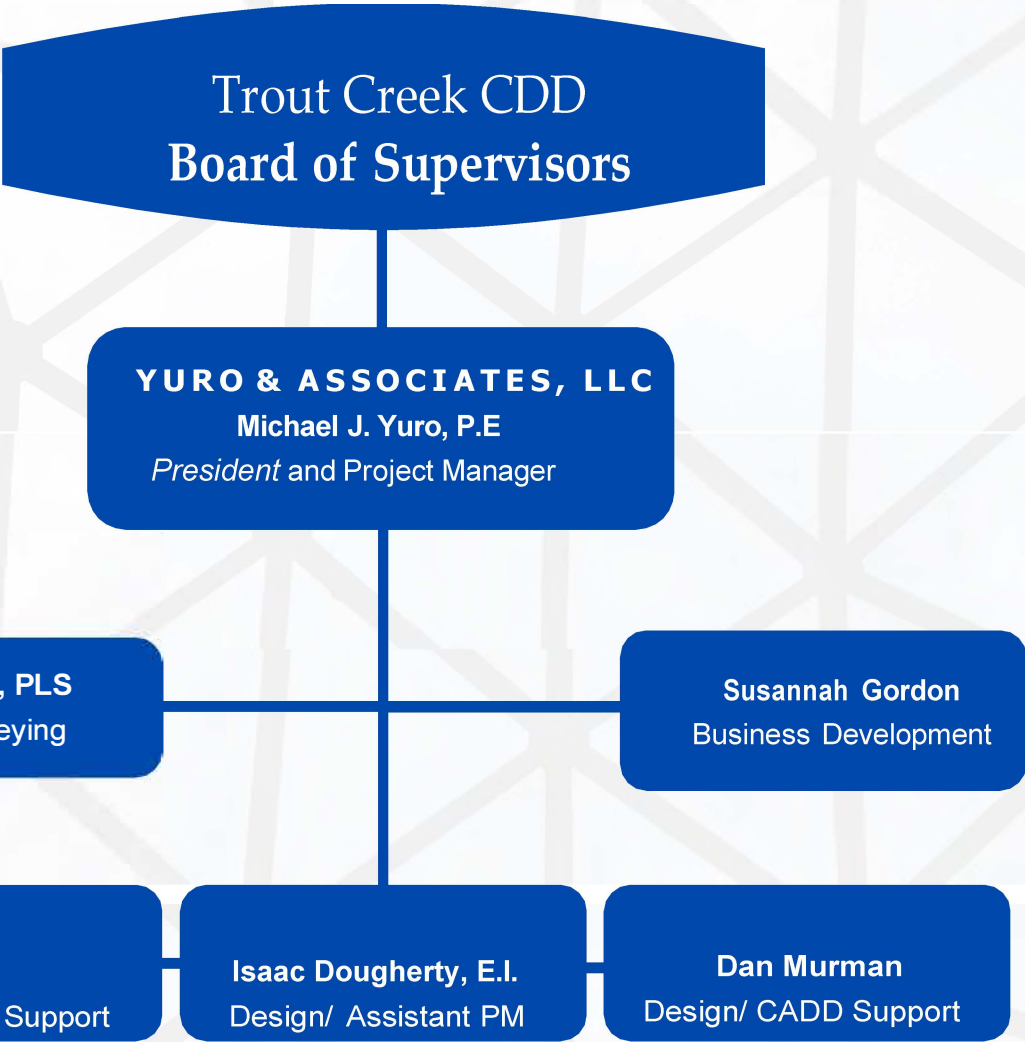 Trout Creek CDD
Board of Supervisors
YURO & ASSOCIATES, LLC
Michael J. Yuro, P.E
President and Project Manager
, PLS
eying
Susannah Gordon
Business Development
Support
Isaac Dougherty, E.I.
Design/ Assistant PM
Dan Murman
Design/ CADD Support